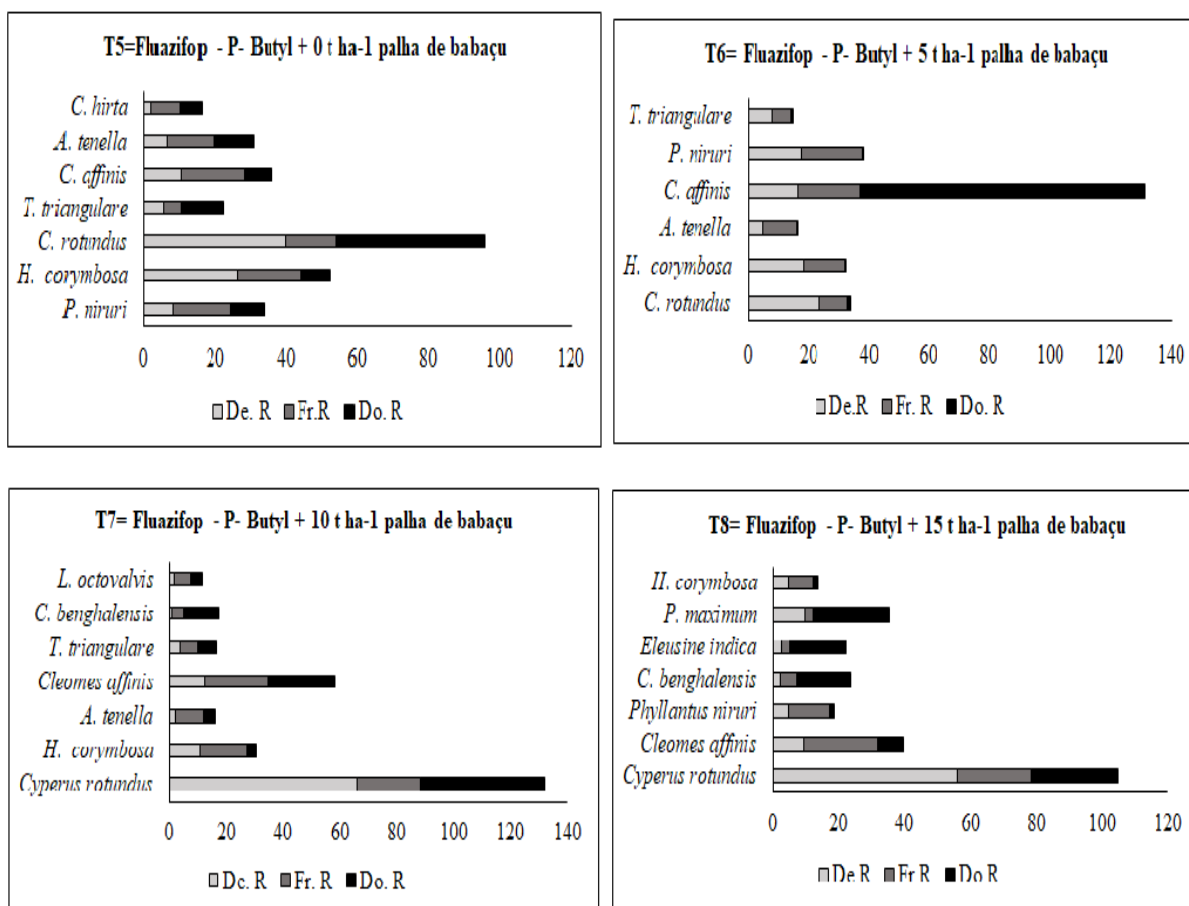 T5=Fluazifop - P- Butyl + 0 t ha-1 palha de babaçu
C. hirta
A. tenella
C. affinis
T. triangulare
C. rotundus
H. corymbosa
P. niruri
0 20 40 60 80 100 120
De. R Fr.R Do. R
T6= Fluazifop - P- Butyl + 5 t ha-1 palha de babaçu
T. triangulare
P. niruri
C. affinis
A. tenella
H. corymbosa
C. rotundus
0 20 40 60 80 100 120 140
De.R Fr.R Do. R
T7= Fluazifop - P- Butyl + 10 t ha-1 palha de babaçu
L. octovalvis
C. benghalensis
T. triangulare
Cleomes affinis
A. tenella
H. corymbosa
Cyperus rotundus
0 20 40 60 80 100 120 140
De. R Fr. R Do. R
T8= Fluazifop - P- Butyl + 15 t ha-1 palha de babaçu
H. corymbosa
P. maximum
Eleusine indica
C. benghalensis
Phyllantus niruri
Cleomes affinis
Cyperus rotundus
0 20 40 60 80 100 120
De R Fr R Do R